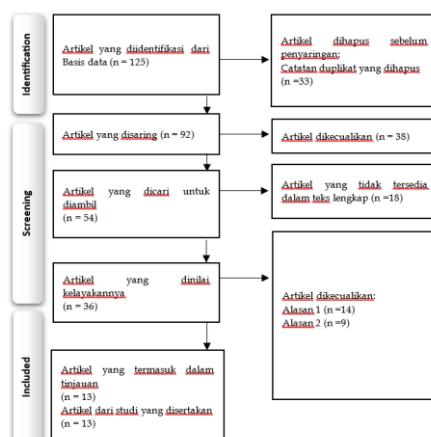 Identification
Artikel yang diidentifikasi dari
Basis data (n = 125)
Artikel dihapus sebelum
penyaringan:
Catatan duplikat yang dihapus
(n =33)
Screening
Artikel yang disaring (n = 92)
Artikel dikecualikan (n = 38)
Artikel yang dicari untuk
diambil
(n = 54)
Artikel yang tidak tersedia
dalam teks lengkap (n =18)
Artikel yang dinilai
kelayakannya
(n = 36)
Artikel dikecualikan:
Alasan 1 (n =14)
Alasan 2 (n =9)
Included
Artikel yang termasuk dalam
tinjauan
(n = 13)
Artikel dari studi yang disertakan
(n = 13)